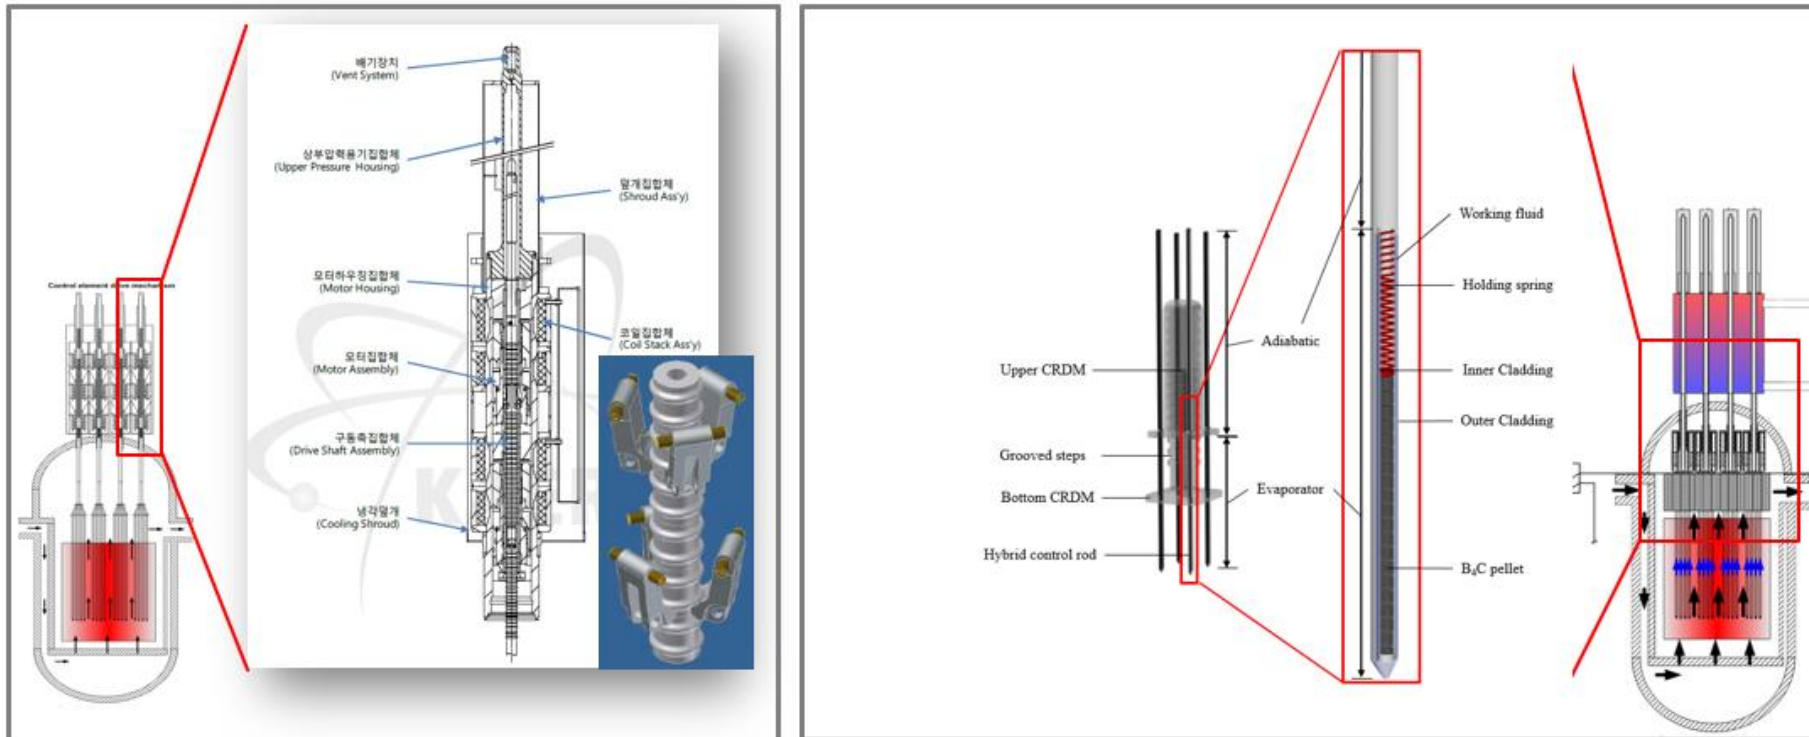 Control element drive mechanism
배기장치
(Vent System)
상부압력용기집합체
(Upper Pressure Housing)
덮개집합체
(Shroud Ass'y)
모터하우징집합체
(Motor Housing)
코일집합체
(Coil Stack Ass'y)
모터집합체
(Motor Assembly)
구동축집합체
(Drive Shaft Assembly)
냉각덮개
(Cooling Shroud)
Upper CRDM
Grooved steps
Bottom CRDM
Hybrid control rod
Adiabatic
Evaporator
Working fluid
Holding spring
Inner Cladding
Outer Cladding
B₄C pellet